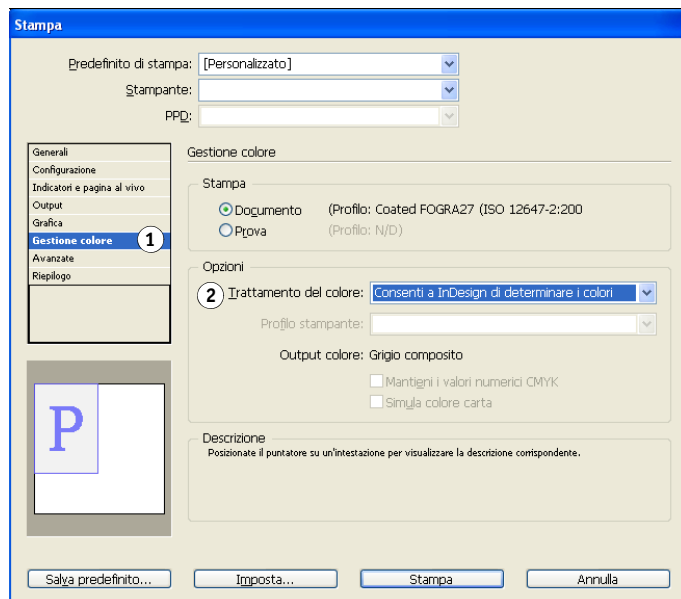 Stampa
Predefinito di stampa: [Personalizzato]
Stampante:
PPD:
Generali
Configurazione
Indicatori e pagina al vivo
Output
Grafica
Gestione colore 1
Avanzate
Riepilogo
Gestione colore
Stampa
Documento (Profilo: Coated FOGRA27 (ISO 12647-2:200
Prova (Profilo: N/D)
Opzioni
2 Trattamento del colore: Consenti a InDesign di determinare i colori
Profilo stampante:
Output colore: Grigio composito
Mantieni i valori numerici CMYK
Simula colore carta
P
Descrizione
Posizionate il puntatore su un'intestazione per visualizzare la descrizione corrispondente.
Salva predefinito... Imposta... Stampa Annulla